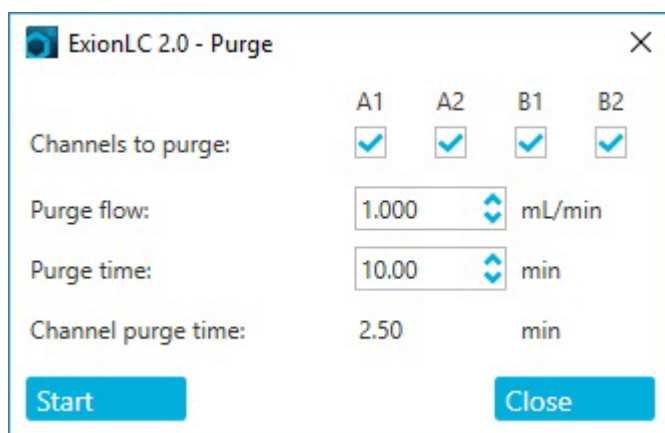 ExionLC 2.0 - Purge
A1 A2 B1 B2
Channels to purge:
Purge flow: 1.000 mL/min
Purge time: 10.00 min
Channel purge time: 2.50 min
Start Close